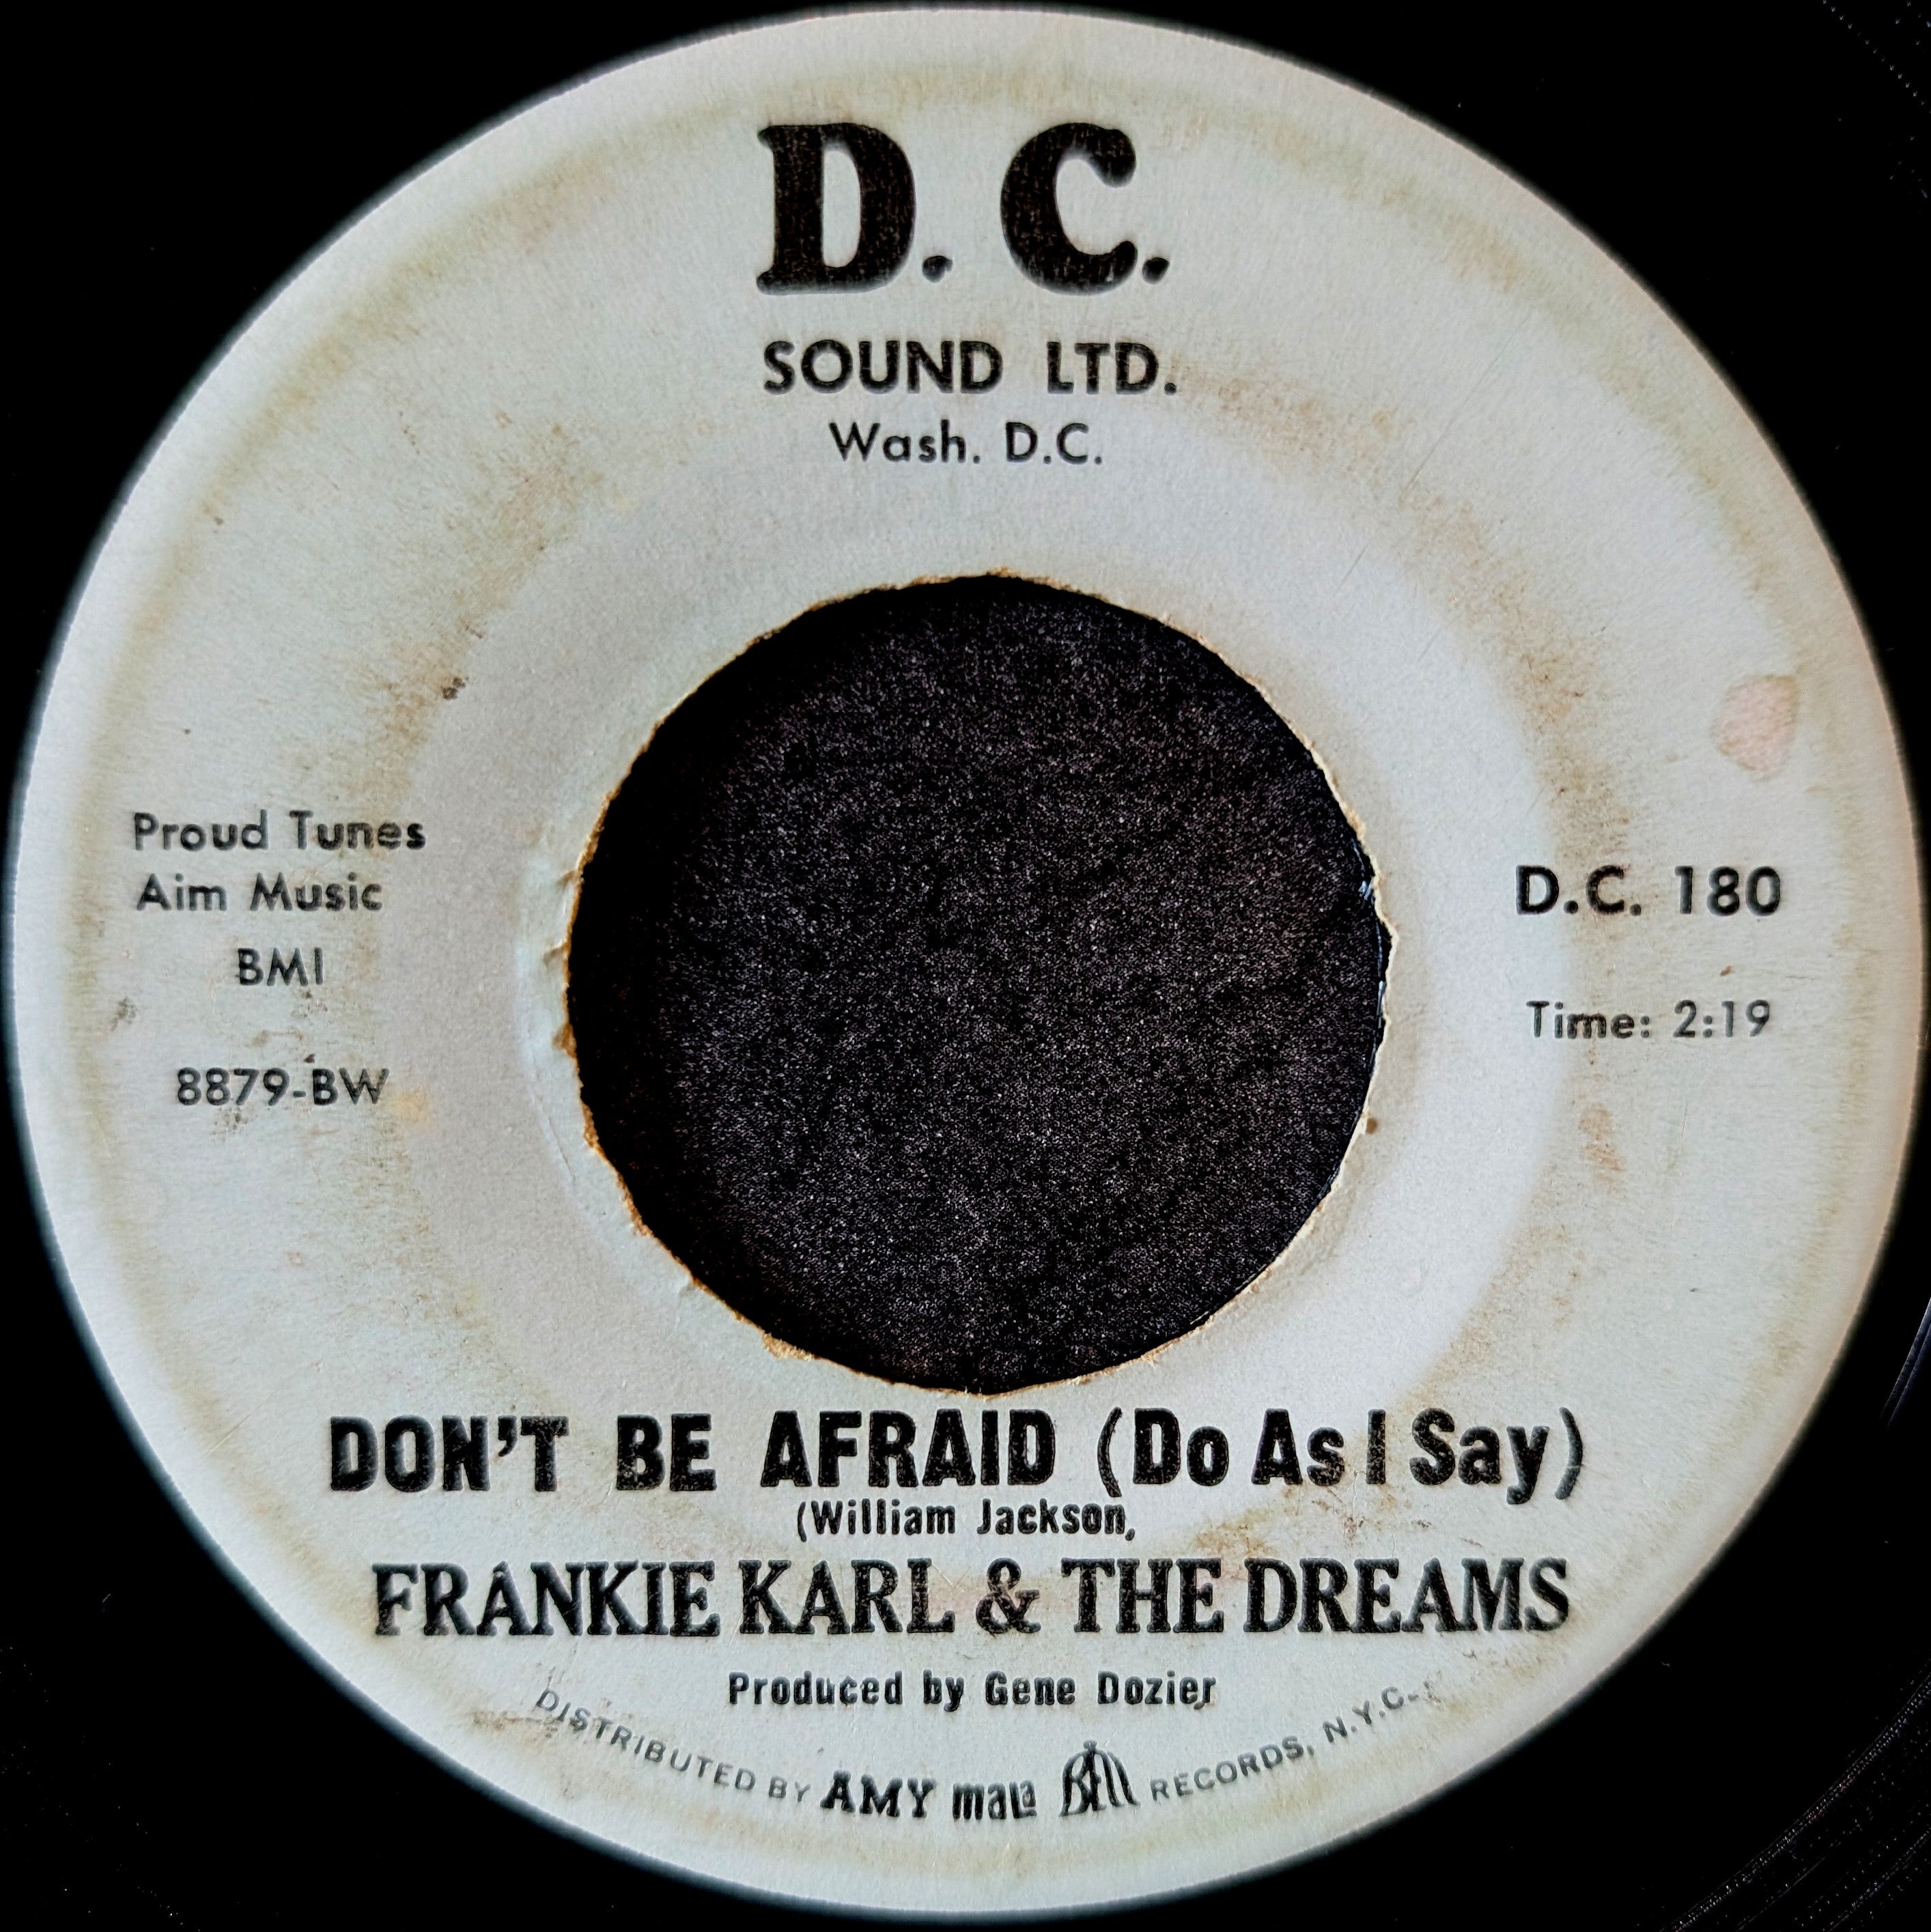 D. C.
SOUND LTD.
Wash. D.C.
Proud Tunes
Aim Music
BMI
8879-BW
D.C. 180
Time: 2:19
DON'T BE AFRAID (Do As I Say)
(William Jackson,
FRANKIE KARL & THE DREAMS
Produced by Gene Dozier
DISTRIBUTED BY AMY mala Bell RECORDS, N.Y.C.